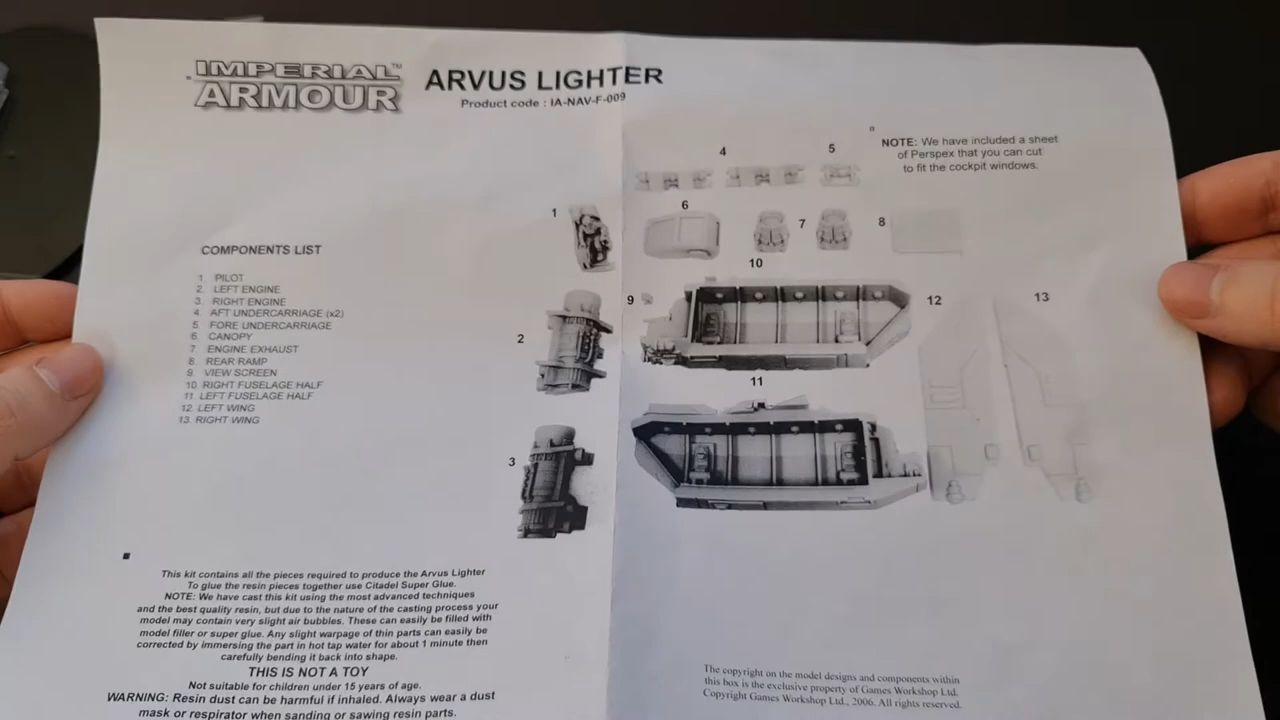 IMPERIAL™
ARMOUR
ARVUS LIGHTER
Product code : IA-NAV-F-009
NOTE: We have included a sheet
of Perspex that you can cut
to fit the cockpit windows.
4
5
1
6
7
8
COMPONENTS LIST
1. PILOT
2. LEFT ENGINE
3. RIGHT ENGINE
4. AFT UNDERCARRIAGE (x2)
5. FORE UNDERCARRIAGE
6. CANOPY
7. ENGINE EXHAUST
8. REAR RAMP
9. VIEW SCREEN
10. RIGHT FUSELAGE HALF
11. LEFT FUSELAGE HALF
12. LEFT WING
13. RIGHT WING
10
9
12
13
2
11
3
This kit contains all the pieces required to produce the Arvus Lighter
To glue the resin pieces together use Citadel Super Glue.
NOTE: We have cast this kit using the most advanced techniques
and the best quality resin, but due to the nature of the casting process your
model may contain very slight air bubbles. These can easily be filled with
model filler or super glue. Any slight warpage of thin parts can easily be
corrected by immersing the part in hot tap water for about 1 minute then
carefully bending it back into shape.
THIS IS NOT A TOY
Not suitable for children under 15 years of age.
WARNING: Resin dust can be harmful if inhaled. Always wear a dust
mask or respirator when sanding or sawing resin parts.
The copyright on the model designs and components within
this box is the exclusive property of Games Workshop Ltd.
Copyright Games Workshop Ltd., 2006. All rights reserved.